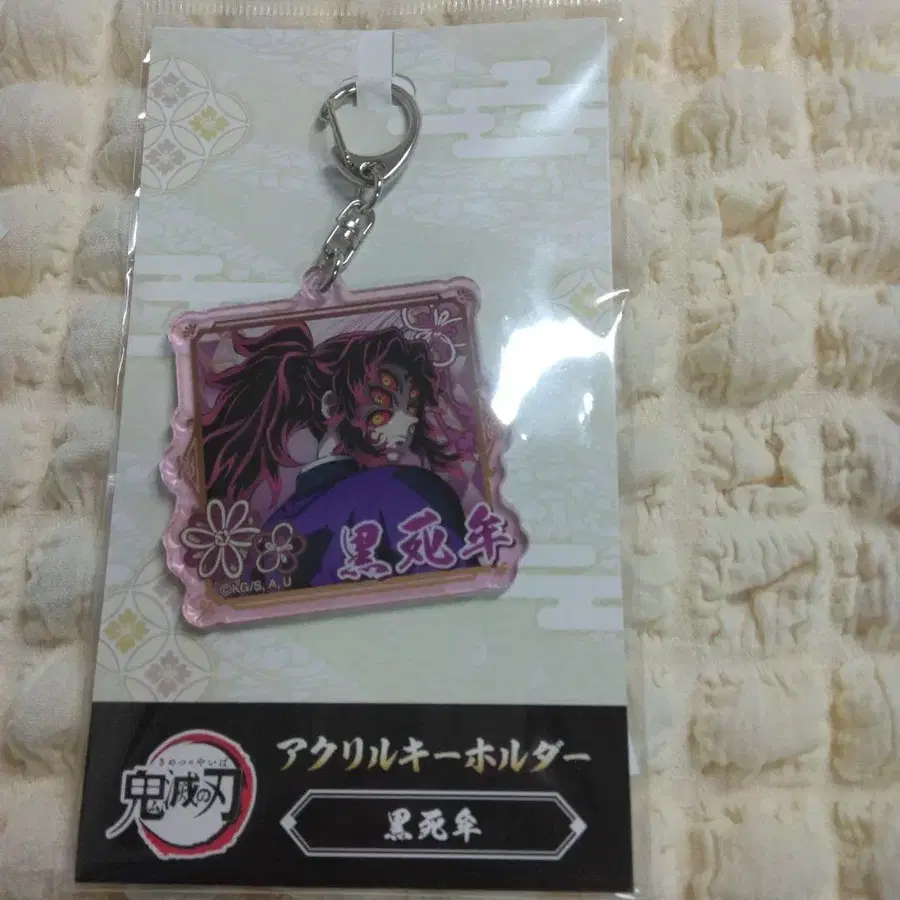 黒死牟
©KG/S, A, U
きめつのやいば
鬼滅の刃
アクリルキーホルダー
黒死牟